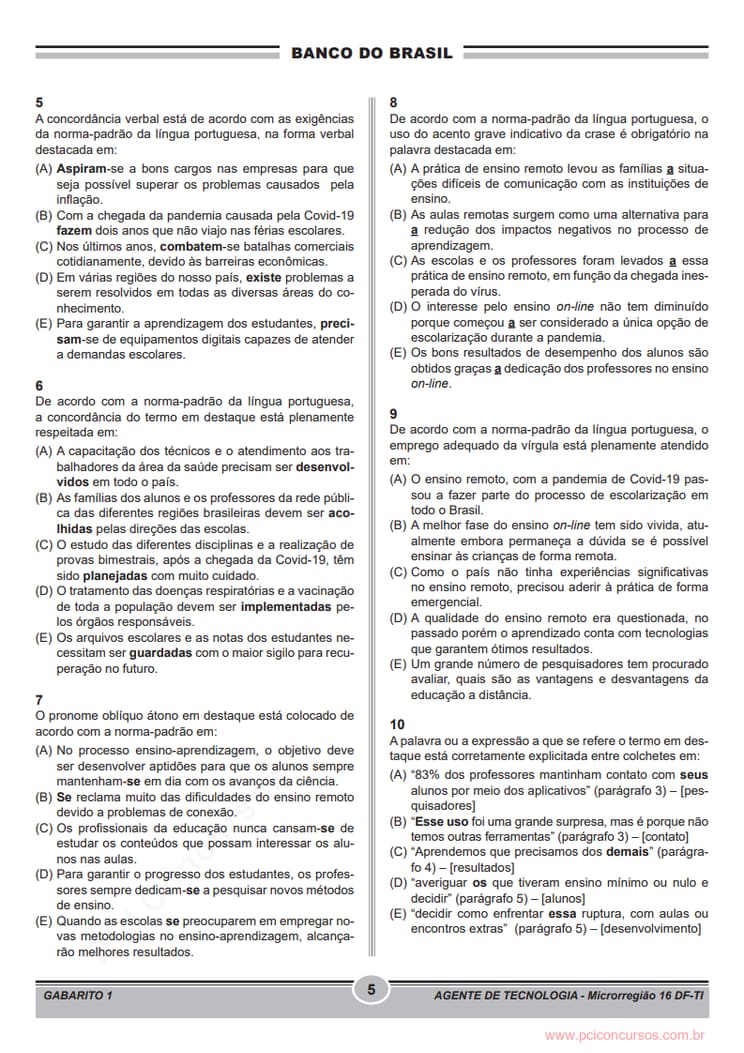 BANCO DO BRASIL
5
A concordância verbal está de acordo com as exigências
da norma-padrão da língua portuguesa, na forma verbal
destacada em:
(A) Aspiram-se a bons cargos nas empresas para que
seja possível superar os problemas causados pela
inflação.
(B) Com a chegada da pandemia causada pela Covid-19
fazem dois anos que não viajo nas férias escolares.
(C) Nos últimos anos, combatem-se batalhas comerciais
cotidianamente, devido às barreiras econômicas.
(D) Em várias regiões do nosso país, existe problemas a
serem resolvidos em todas as diversas áreas do co-
nhecimento.
(E) Para garantir a aprendizagem dos estudantes, preci-
sam-se de equipamentos digitais capazes de atender
a demandas escolares.
6
De acordo com a norma-padrão da língua portuguesa,
a concordância do termo em destaque está plenamente
respeitada em:
(A) A capacitação dos técnicos e o atendimento aos tra-
balhadores da área da saúde precisam ser desenvol-
vidos em todo o país.
(B) As famílias dos alunos e os professores da rede públi-
ca das diferentes regiões brasileiras devem ser aco-
lhidas pelas direções das escolas.
(C) O estudo das diferentes disciplinas e a realização de
provas bimestrais, após a chegada da Covid-19, têm
sido planejadas com muito cuidado.
(D) O tratamento das doenças respiratórias e a vacinação
de toda a população devem ser implementadas pe-
los órgãos responsáveis.
(E) Os arquivos escolares e as notas dos estudantes ne-
cessitam ser guardadas com o maior sigilo para recu-
peração no futuro.
7
O pronome oblíquo átono em destaque está colocado de
acordo com a norma-padrão em:
(A) No processo ensino-aprendizagem, o objetivo deve
ser desenvolver aptidões para que os alunos sempre
mantenham-se em dia com os avanços da ciência.
(B) Se reclama muito das dificuldades do ensino remoto
devido a problemas de conexão.
(C) Os profissionais da educação nunca cansam-se de
estudar os conteúdos que possam interessar os alu-
nos nas aulas.
(D) Para garantir o progresso dos estudantes, os profes-
sores sempre dedicam-se a pesquisar novos métodos
de ensino.
(E) Quando as escolas se preocuparem em empregar no-
vas metodologias no ensino-aprendizagem, alcança-
rão melhores resultados.
8
De acordo com a norma-padrão da língua portuguesa, o
uso do acento grave indicativo da crase é obrigatório na
palavra destacada em:
(A) A prática de ensino remoto levou as famílias a situa-
ções difíceis de comunicação com as instituições de
ensino.
(B) As aulas remotas surgem como uma alternativa para
a redução dos impactos negativos no processo de
aprendizagem.
(C) As escolas e os professores foram levados a essa
prática de ensino remoto, em função da chegada ines-
perada do vírus.
(D) O interesse pelo ensino on-line não tem diminuído
porque começou a ser considerado a única opção de
escolarização durante a pandemia.
(E) Os bons resultados de desempenho dos alunos são
obtidos graças a dedicação dos professores no ensino
on-line.
9
De acordo com a norma-padrão da língua portuguesa, o
emprego adequado da vírgula está plenamente atendido
em:
(A) O ensino remoto, com a pandemia de Covid-19 pas-
sou a fazer parte do processo de escolarização em
todo o Brasil.
(B) A melhor fase do ensino on-line tem sido vivida, atu-
almente embora permaneça a dúvida se é possível
ensinar às crianças de forma remota.
(C) Como o país não tinha experiências significativas
no ensino remoto, precisou aderir à prática de forma
emergencial.
(D) A qualidade do ensino remoto era questionada, no
passado porém o aprendizado conta com tecnologias
que garantem ótimos resultados.
(E) Um grande número de pesquisadores tem procurado
avaliar, quais são as vantagens e desvantagens da
educação a distância.
10
A palavra ou a expressão a que se refere o termo em des-
taque está corretamente explicitada entre colchetes em:
(A) “83% dos professores mantinham contato com seus
alunos por meio dos aplicativos” (parágrafo 3) – [pes-
quisadores]
(B) “Esse uso foi uma grande surpresa, mas é porque não
temos outras ferramentas” (parágrafo 3) – [contato]
(C) “Aprendemos que precisamos dos demais” (parágra-
fo 4) – [resultados]
(D) “averiguar os que tiveram ensino mínimo ou nulo e
decidir” (parágrafo 5) – [alunos]
(E) “decidir como enfrentar essa ruptura, com aulas ou
encontros extras” (parágrafo 5) – [desenvolvimento]
GABARITO 1
5
AGENTE DE TECNOLOGIA - Microrregião 16 DF-TI
www.pciconcursos.com.br